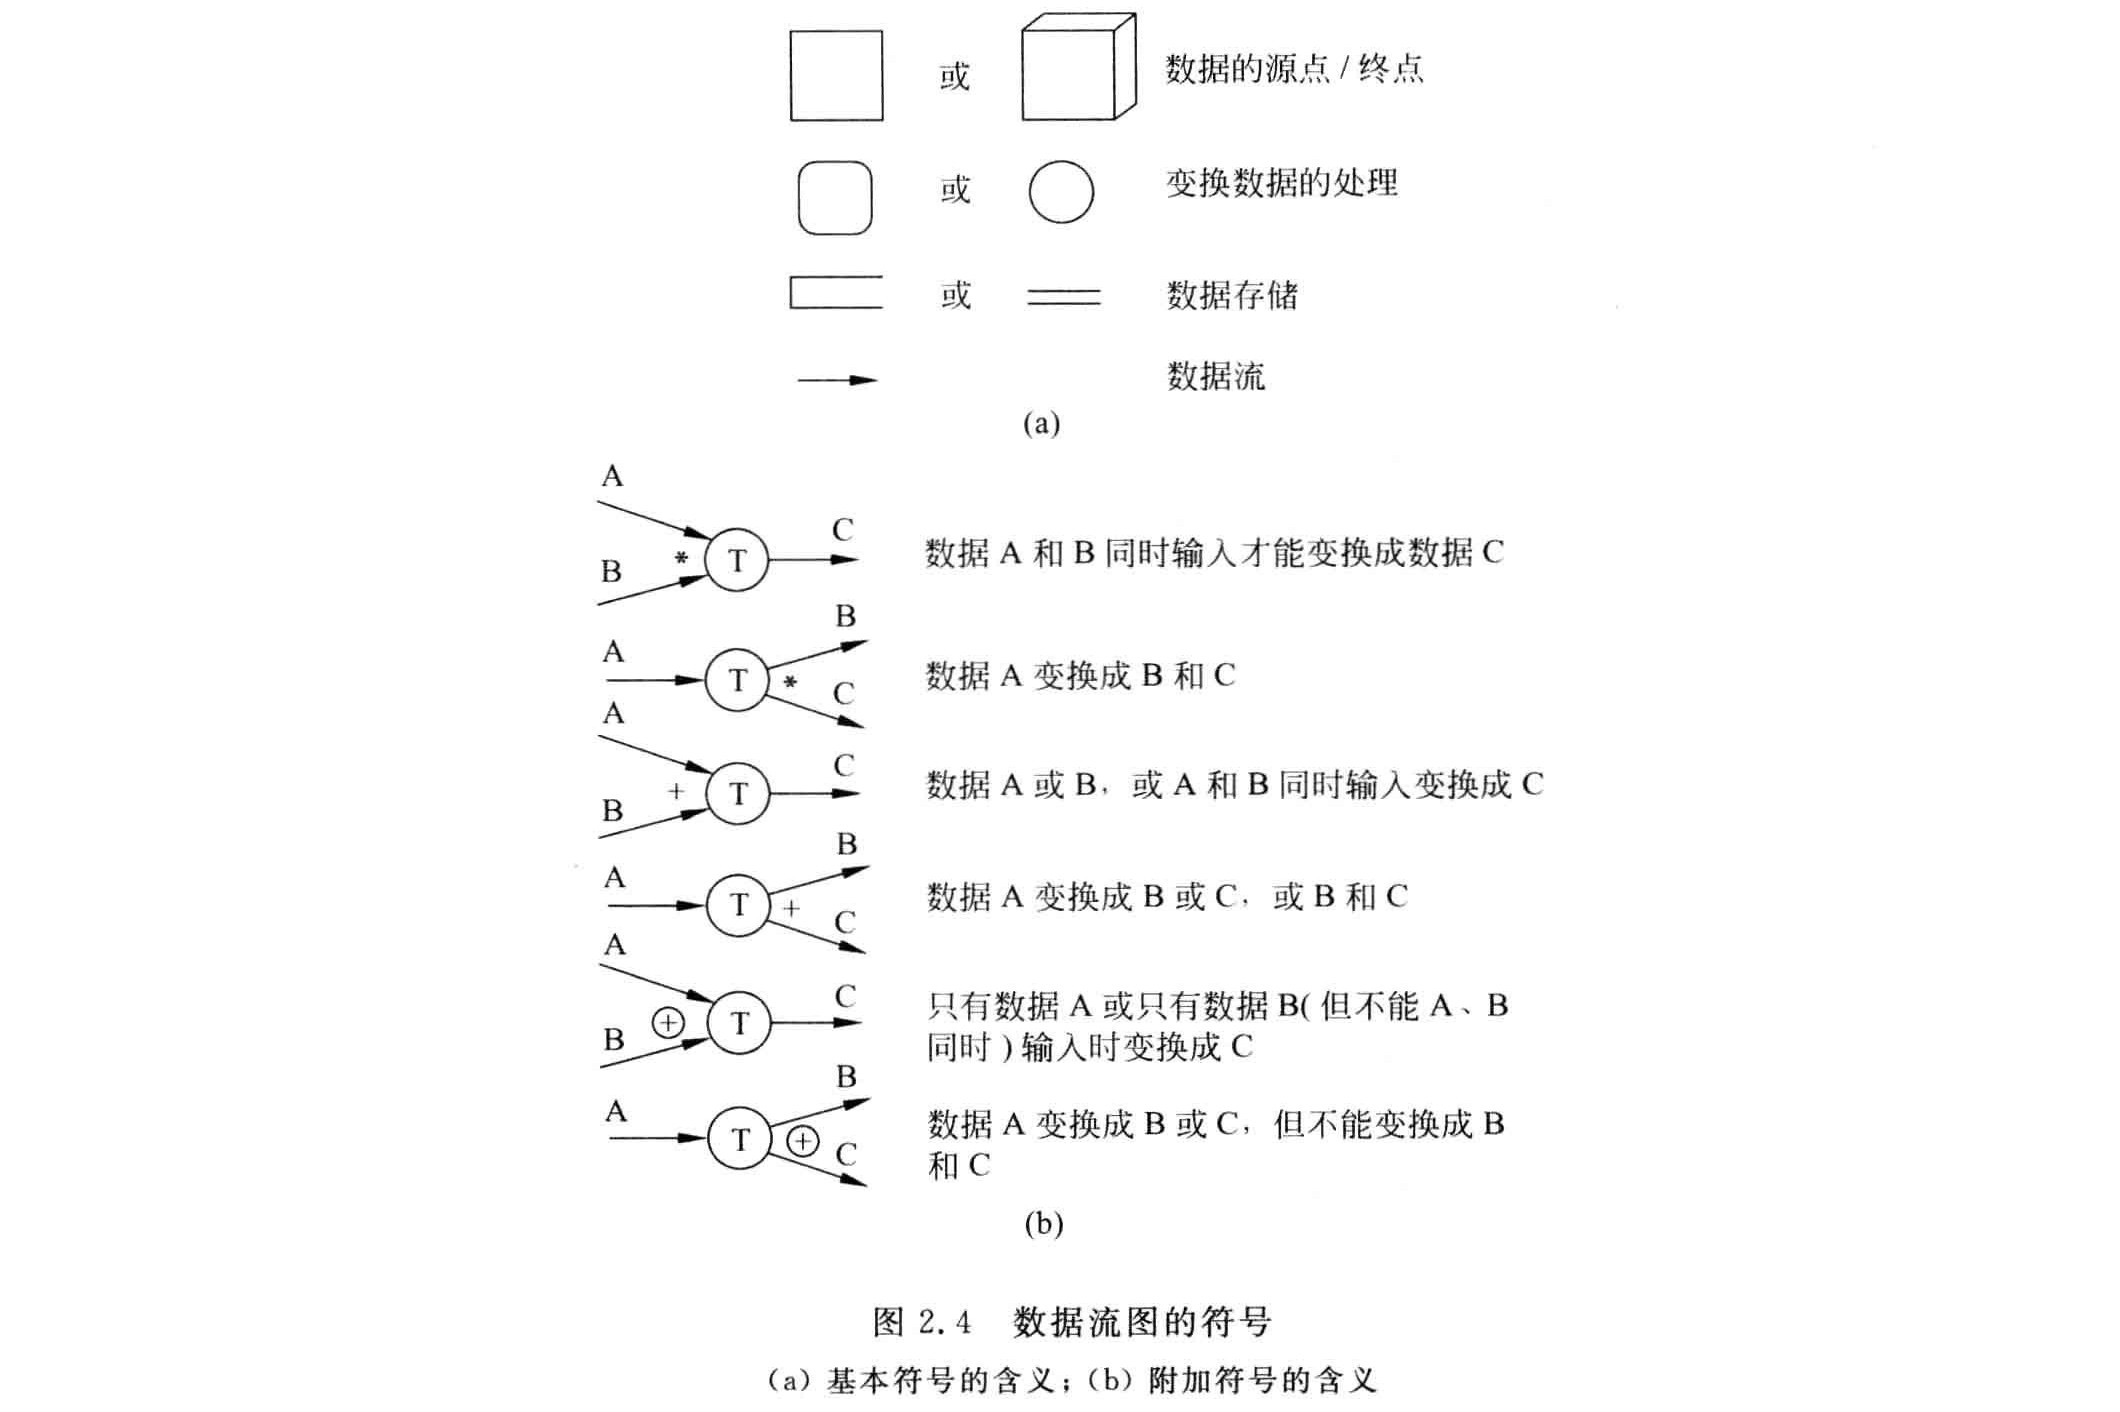 或 数据的源点 / 终点
或 变换数据的处理
或 数据存储
数据流
(a)
A
C
* T 数据 A 和 B 同时输入才能变换成数据 C
B
B
A
T * 数据 A 变换成 B 和 C
C
A
C
+ T 数据 A 或 B，或 A 和 B 同时输入变换成 C
B
B
A
T + 数据 A 变换成 B 或 C，或 B 和 C
C
A
C
⊕ T 只有数据 A 或只有数据 B( 但不能 A、B
B 同时 ) 输入时变换成 C
B
A
T ⊕ 数据 A 变换成 B 或 C，但不能变换成 B
C 和 C
(b)
图 2.4 数据流图的符号
（a）基本符号的含义；（b）附加符号的含义